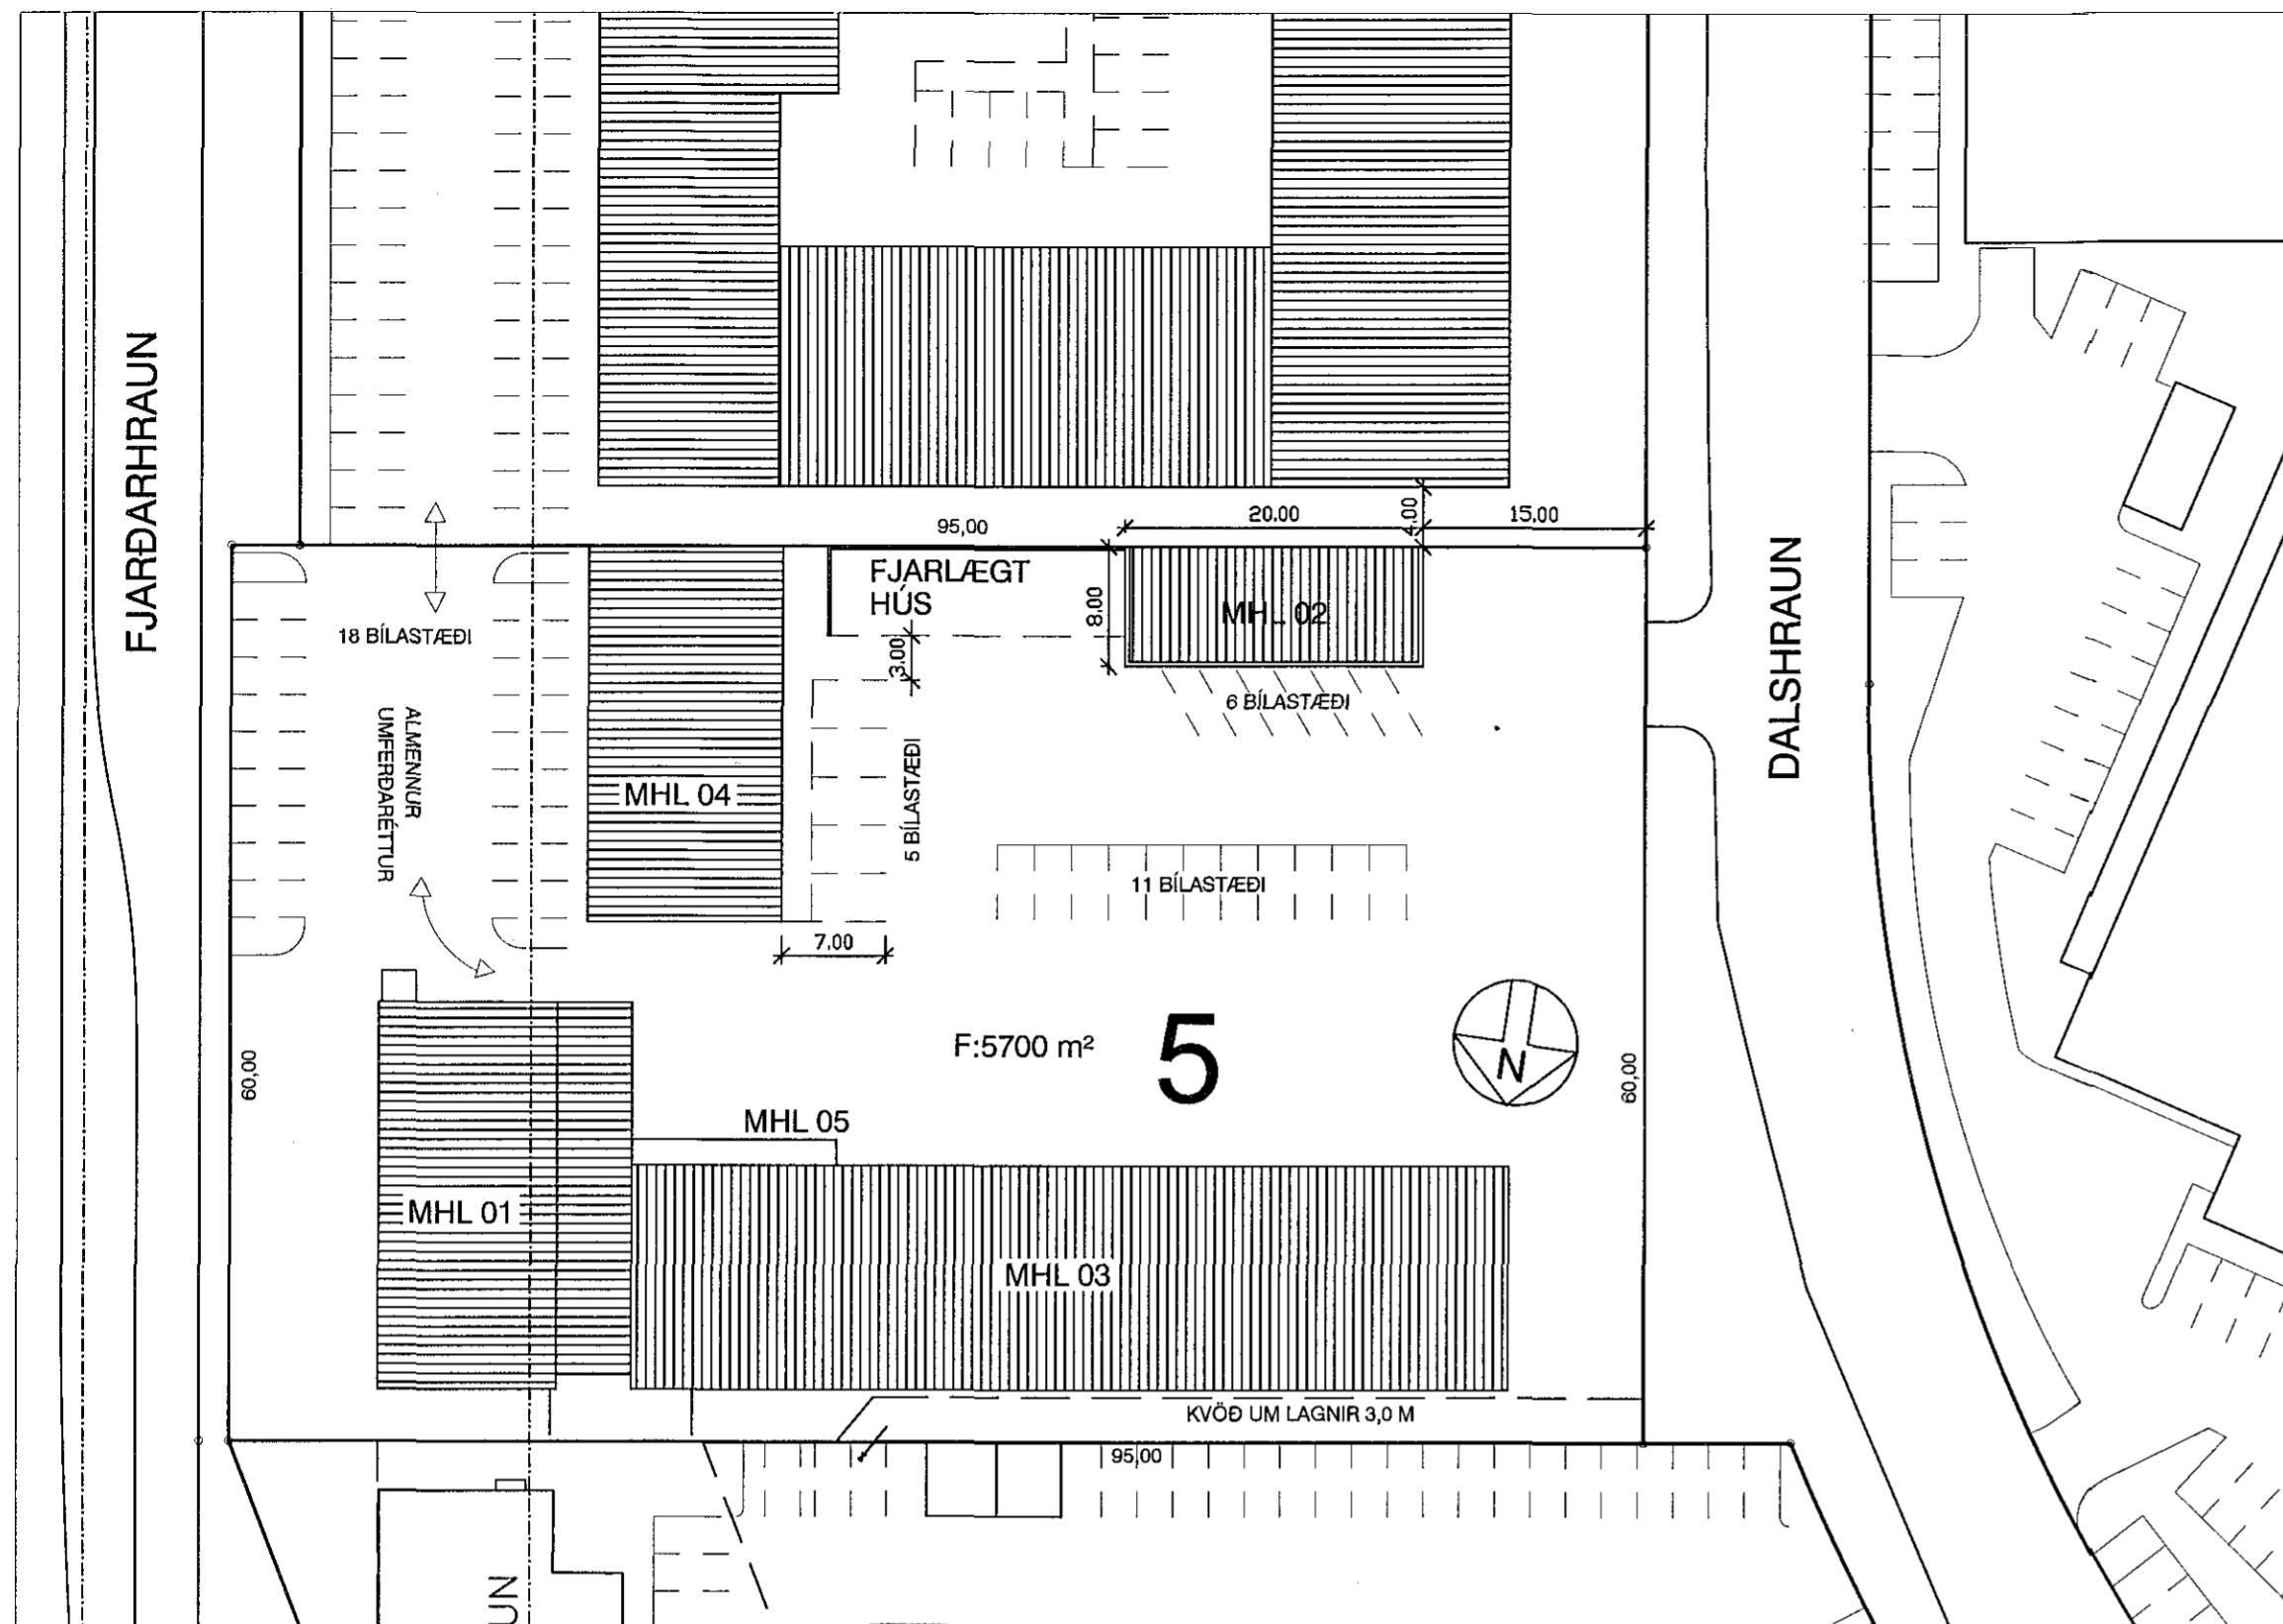 FJARÐARHRAUN
95,00
20.00
4,00
15,00
FJARLÆGT
HÚS
8.00
MHL 02
DALSHRAUN
18 BÍLASTÆÐI
3.00
6 BÍLASTÆÐI
ALMENNUR
UMFERÐARÉTTUR
MHL 04
5 BÍLASTÆÐI
11 BÍLASTÆÐI
7,00
F:5700 m²
5
N
60,00
60,00
MHL 05
MHL 01
MHL 03
KVÖÐ UM LAGNIR 3,0 M
95,00
UN